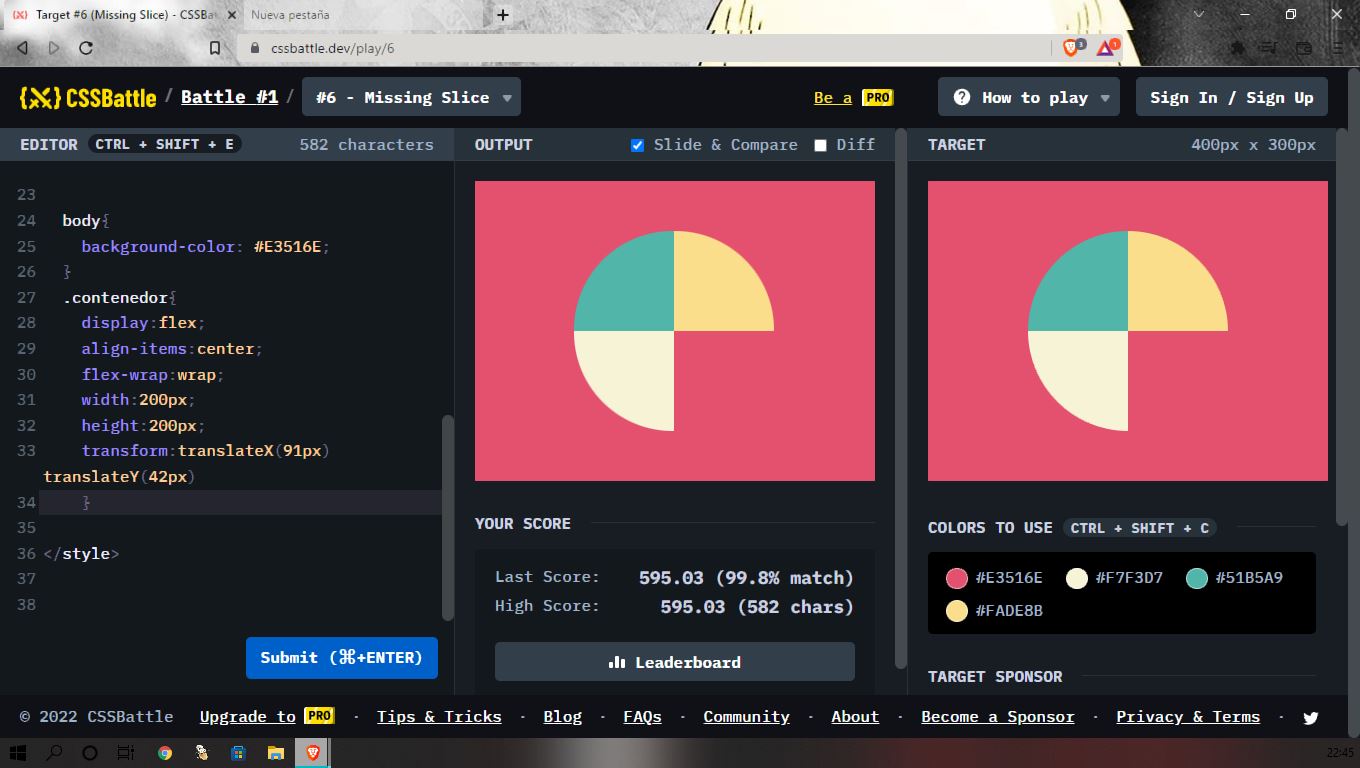 Target #6 (Missing Slice) - CSSBat
Nueva pestaña
cssbattle.dev/play/6
3
1
{X} CSSBattle / Battle #1 / #6 - Missing Slice
Be a PRO
? How to play
Sign In / Sign Up
EDITOR CTRL + SHIFT + E 582 characters
23
24 body{
25 background-color: #E3516E;
26 }
27 .contenedor{
28 display:flex;
29 align-items:center;
30 flex-wrap:wrap;
31 width:200px;
32 height:200px;
33 transform:translateX(91px)
translateY(42px)
34 }
35
36 </style>
37
38
Submit (⌘+ENTER)
OUTPUT Slide & Compare Diff
YOUR SCORE
Last Score: 595.03 (99.8% match)
High Score: 595.03 (582 chars)
Leaderboard
TARGET 400px x 300px
COLORS TO USE CTRL + SHIFT + C
#E3516E #F7F3D7 #51B5A9
#FADE8B
TARGET SPONSOR
© 2022 CSSBattle Upgrade to PRO · Tips & Tricks · Blog · FAQs · Community · About · Become a Sponsor · Privacy & Terms ·
22:45